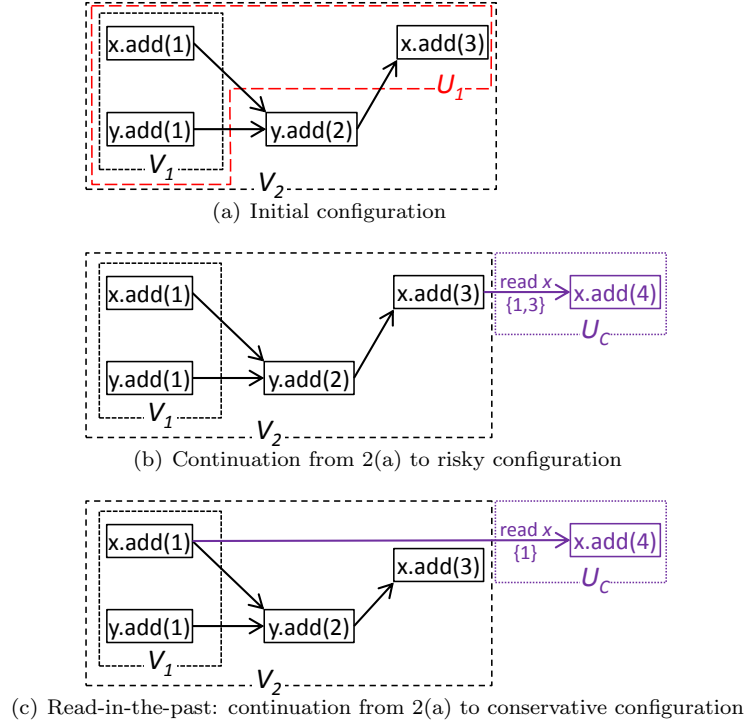 x.add(1)
x.add(3)
U1
y.add(1)
y.add(2)
V1
V2
(a) Initial configuration
x.add(1)
x.add(3)
read x
{1,3}
x.add(4)
UC
y.add(1)
y.add(2)
V1
V2
(b) Continuation from 2(a) to risky configuration
x.add(1)
read x
{1}
x.add(4)
x.add(3)
UC
y.add(1)
y.add(2)
V1
V2
(c) Read-in-the-past: continuation from 2(a) to conservative configuration